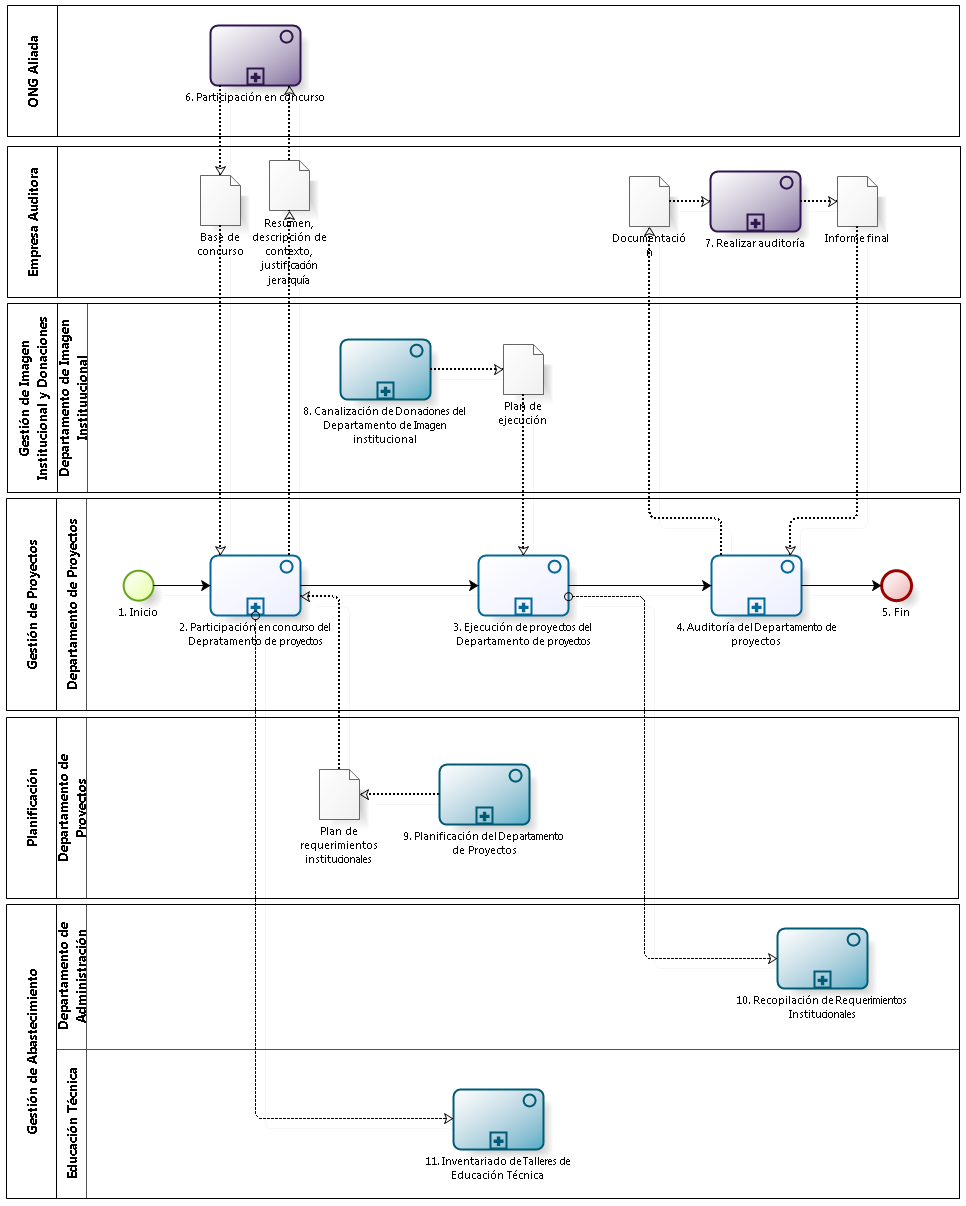 ONG Aliada
6. Participación en concurso
Empresa Auditora
Base de
concurso
Resumen,
descripción de
contexto,
justificación
jerarquía
Documentació
n
7. Realizar auditoría
Informe final
Gestión de Imagen
Institucional y Donaciones
Departamento de Imagen
Instituucional
8. Canalización de Donaciones del
Departamento de Imagen
institucional
Plan de
ejecución
Gestión de Proyectos
Departamento de Proyectos
1. Inicio
2. Participación en concurso del
Depratamento de proyectos
3. Ejecución de proyectos del
Departamento de proyectos
4. Auditoría del Departamento de
proyectos
5. Fin
Planificación
Departamento de
Proyectos
Plan de
requerimientos
institucionales
9. Planificación del Departamento
de Proyectos
Gestión de Abastecimiento
Departamento de
Administración
10. Recopilación de Requerimientos
Institucionales
Educación Técnica
11. Inventariado de Talleres de
Educación Técnica